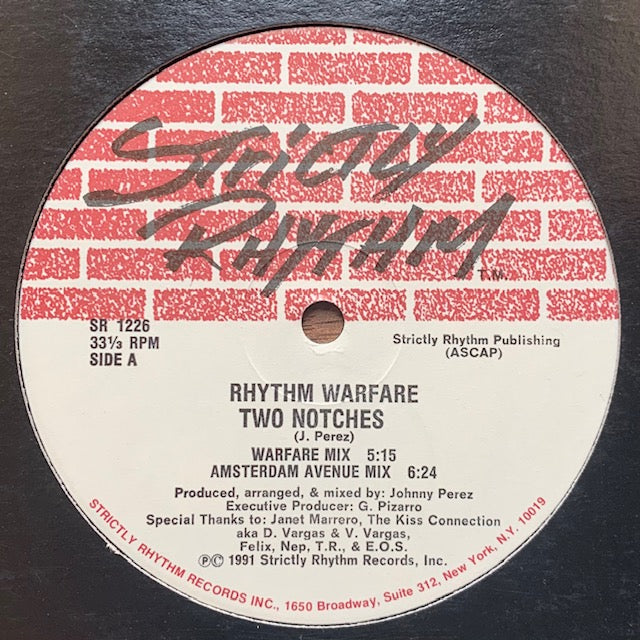 STRICTLY
RHYTHM
T.M.
SR 1226
33⅓ RPM
SIDE A
Strictly Rhythm Publishing
(ASCAP)
RHYTHM WARFARE
TWO NOTCHES
(J. Perez)
WARFARE MIX 5:15
AMSTERDAM AVENUE MIX 6:24
Produced, arranged, & mixed by: Johnny Perez
Executive Producer: G. Pizarro
Special Thanks to: Janet Marrero, The Kiss Connection
aka D. Vargas & V. Vargas,
Felix, Nep, T.R., & E.O.S.
℗© 1991 Strictly Rhythm Records, Inc.
STRICTLY RHYTHM RECORDS INC., 1650 Broadway, Suite 312, New York, N.Y. 10019